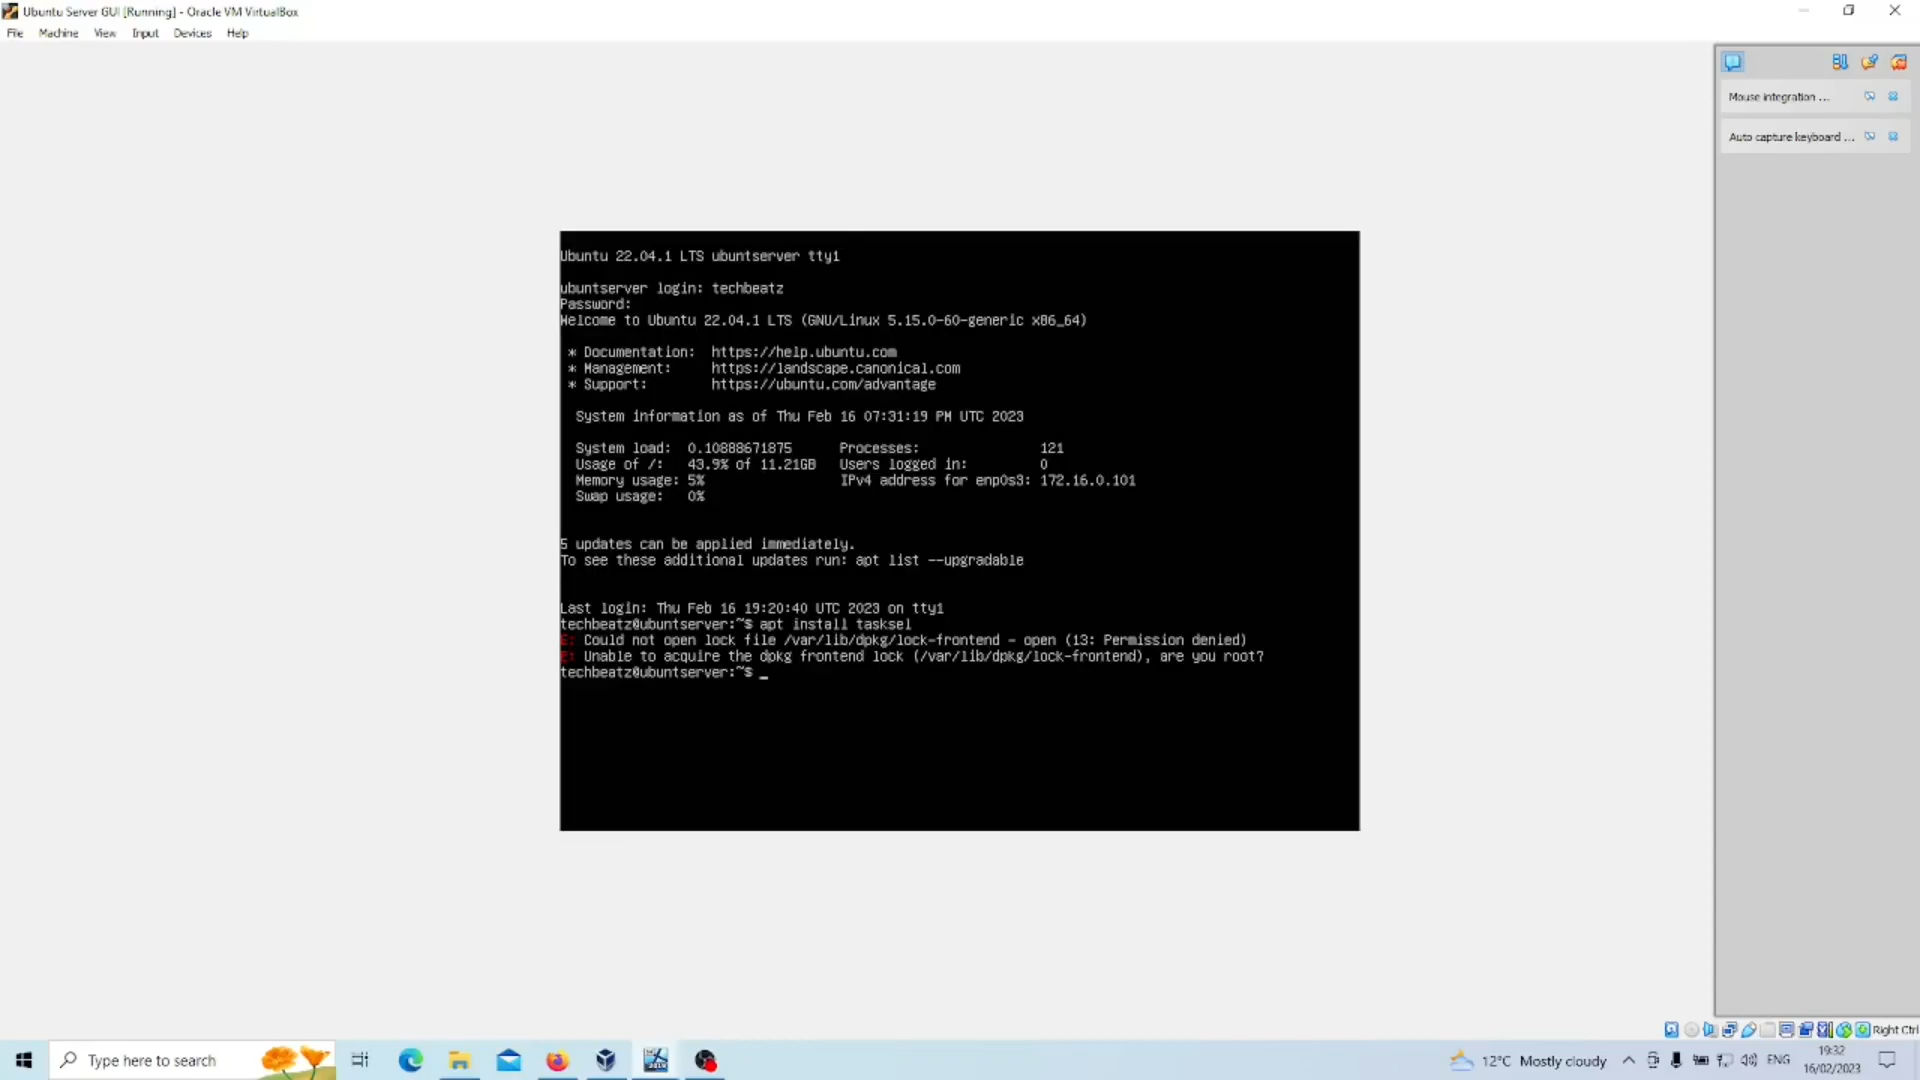 Ubuntu Server GUI [Running] - Oracle VM VirtualBox
File Machine View Input Devices Help
Mouse integration ...
Auto capture keyboard ...
Ubuntu 22.04.1 LTS ubuntserver tty1
ubuntserver login: techbeatz
Password:
Welcome to Ubuntu 22.04.1 LTS (GNU/Linux 5.15.0-60-generic x86_64)
* Documentation: https://help.ubuntu.com
* Management: https://landscape.canonical.com
* Support: https://ubuntu.com/advantage
System information as of Thu Feb 16 07:31:19 PM UTC 2023
System load: 0.10888671875 Processes: 121
Usage of /: 43.9% of 11.21GB Users logged in: 0
Memory usage: 5% IPv4 address for enp0s3: 172.16.0.101
Swap usage: 0%
5 updates can be applied immediately.
To see these additional updates run: apt list --upgradable
Last login: Thu Feb 16 19:20:40 UTC 2023 on tty1
techbeatz@ubuntserver:~$ apt install tasksel
E: Could not open lock file /var/lib/dpkg/lock-frontend - open (13: Permission denied)
E: Unable to acquire the dpkg frontend lock (/var/lib/dpkg/lock-frontend), are you root?
techbeatz@ubuntserver:~$ _
Right Ctrl
Type here to search
12°C Mostly cloudy
ENG
19:32
16/02/2023